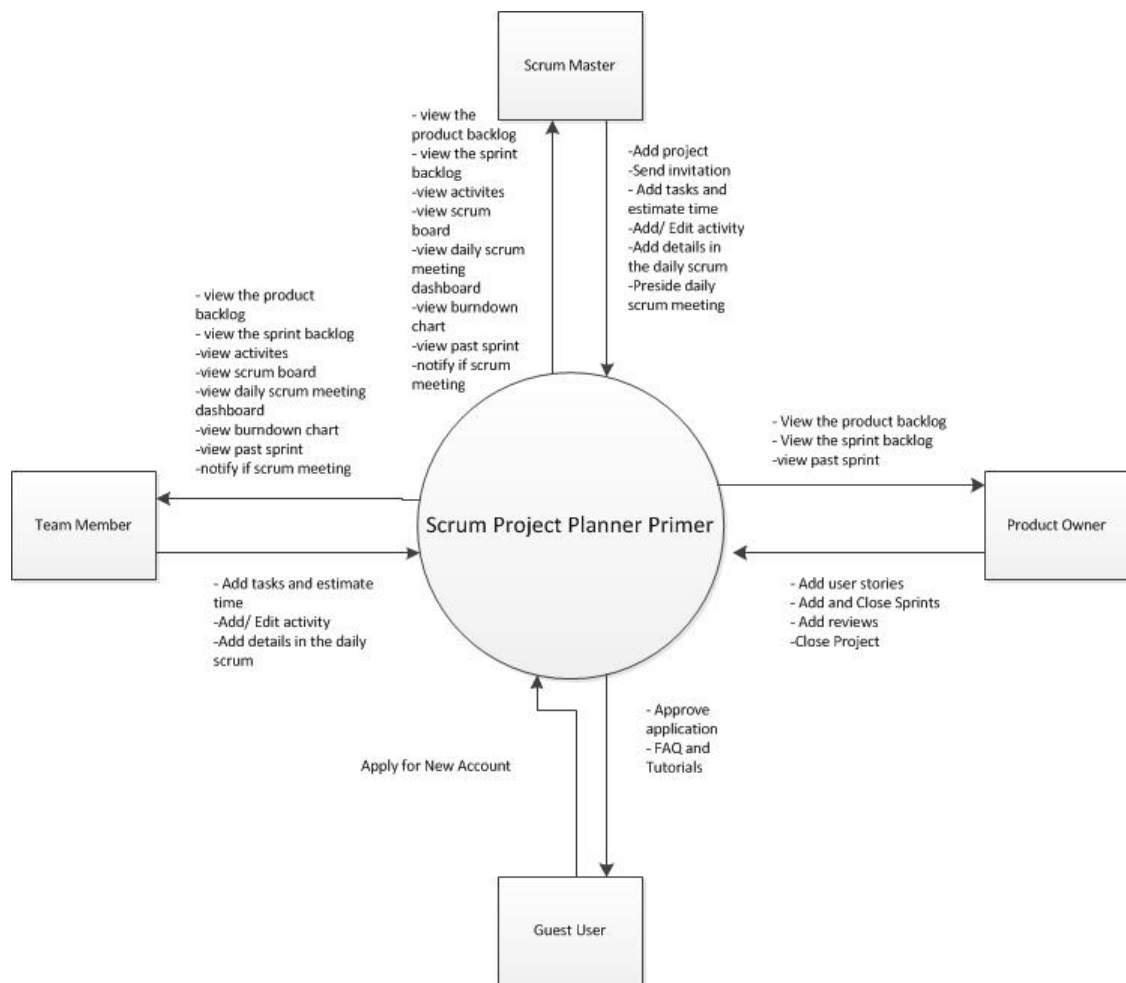 Scrum Master
- view the
product backlog
- view the sprint
backlog
-view activites
-view scrum
board
-view daily scrum
meeting
dashboard
-view burndown
chart
-view past sprint
-notify if scrum
meeting
-Add project
-Send invitation
- Add tasks and
estimate time
-Add/ Edit activity
-Add details in
the daily scrum
-Preside daily
scrum meeting
- view the product
backlog
- view the sprint backlog
-view activites
-view scrum board
-view daily scrum meeting
dashboard
-view burndown chart
-view past sprint
-notify if scrum meeting
- View the product backlog
- View the sprint backlog
-view past sprint
Team Member
Scrum Project Planner Primer
Product Owner
- Add tasks and estimate
time
-Add/ Edit activity
-Add details in the daily
scrum
- Add user stories
- Add and Close Sprints
- Add reviews
-Close Project
- Approve
application
- FAQ and
Tutorials
Apply for New Account
Guest User